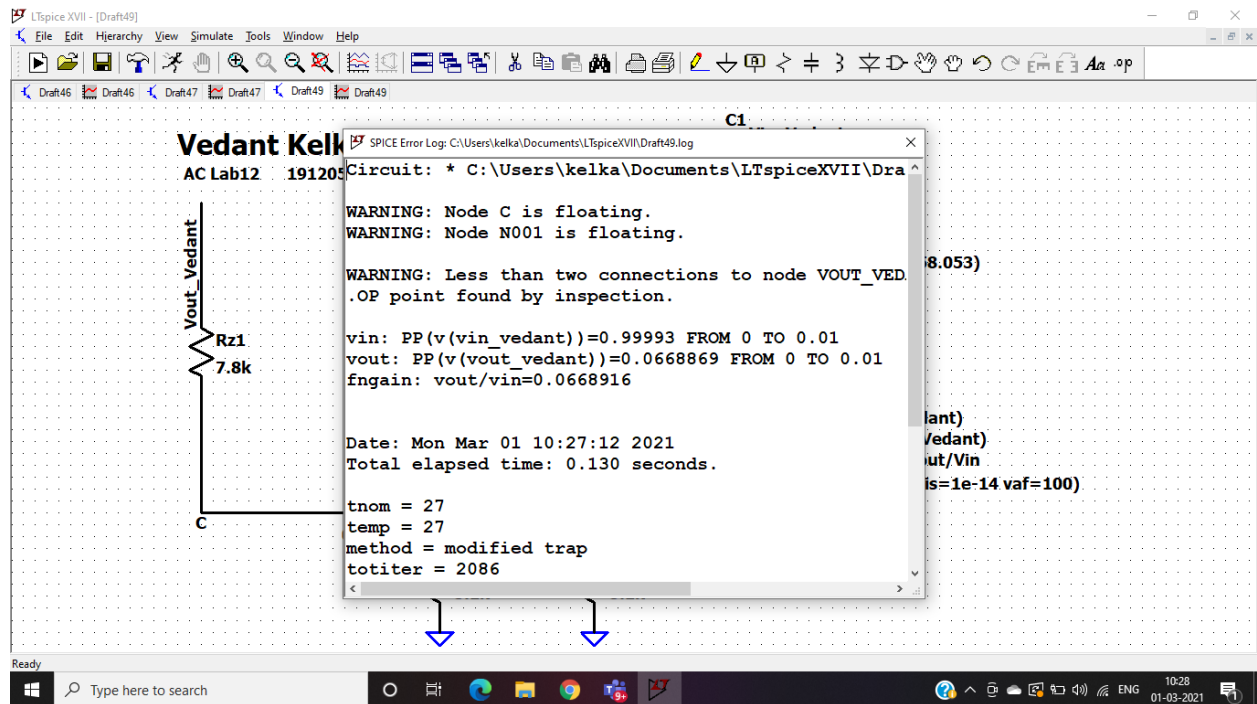 LTspice XVII - [Draft49]
File Edit Hierarchy View Simulate Tools Window Help
Draft46 Draft46 Draft47 Draft47 Draft49 Draft49
C1
Vedant Kelk
AC Lab12 191205
SPICE Error Log: C:\Users\kelka\Documents\LTspiceXVII\Draft49.log
Circuit: * C:\Users\kelka\Documents\LTspiceXVII\Dra
WARNING: Node C is floating.
WARNING: Node N001 is floating.
WARNING: Less than two connections to node VOUT_VED
.OP point found by inspection.
vin: PP(v(vin_vedant))=0.99993 FROM 0 TO 0.01
vout: PP(v(vout_vedant))=0.0668869 FROM 0 TO 0.01
fngain: vout/vin=0.0668916
Date: Mon Mar 01 10:27:12 2021
Total elapsed time: 0.130 seconds.
tnom = 27
temp = 27
method = modified trap
totiter = 2086
Vout_Vedant
Rz1
7.8k
C
8.053)
lant)
Vedant)
out/Vin
is=1e-14 vaf=100)
Ready
Type here to search
ENG
10:28
01-03-2021